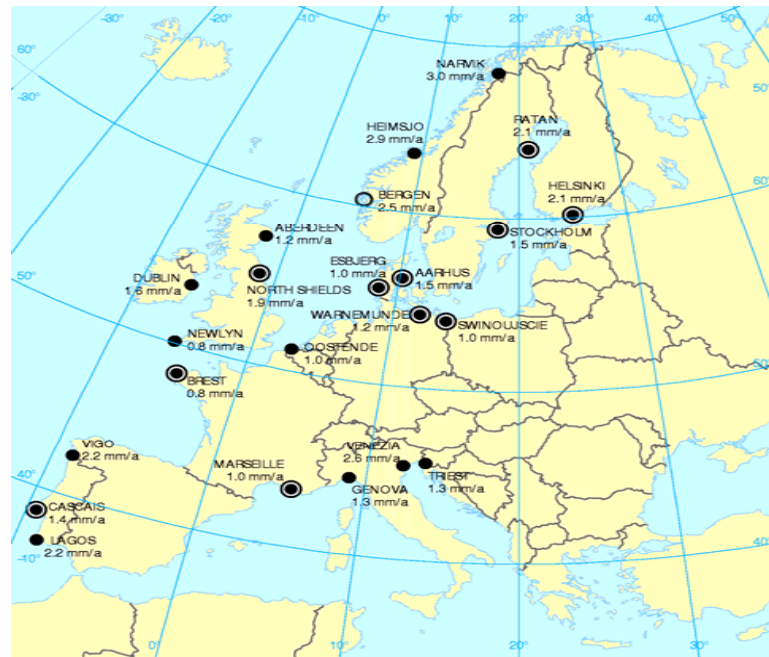 -30°
-20°
-10°
0°
10°
20°
30°
40°
50°
60°
60°
-30°
NARVIK
3.0 mm/a
RATAN
2.1 mm/a
HEIMSJO
2.9 mm/a
BERGEN
2.5 mm/a
HELSINKI
2.1 mm/a
60°
STOCKHOLM
1.5 mm/a
ABERDEEN
1.2 mm/a
ESBJERG
1.0 mm/a
AARHUS
1.5 mm/a
50°
DUBLIN
1.6 mm/a
NORTH SHIELDS
1.9 mm/a
WARNEMUNDE
1.2 mm/a
SWINOUJSCIE
1.0 mm/a
NEWLYN
0.8 mm/a
OOSTENDE
1.0 mm/a
BREST
0.8 mm/a
50°
VIGO
2.2 mm/a
MARSEILLE
1.0 mm/a
VENEZIA
2.6 mm/a
TRIEST
1.3 mm/a
GENOVA
1.3 mm/a
40°
CASCAIS
1.4 mm/a
LAGOS
2.2 mm/a
-10°
40°
0°
10°
20°
30°